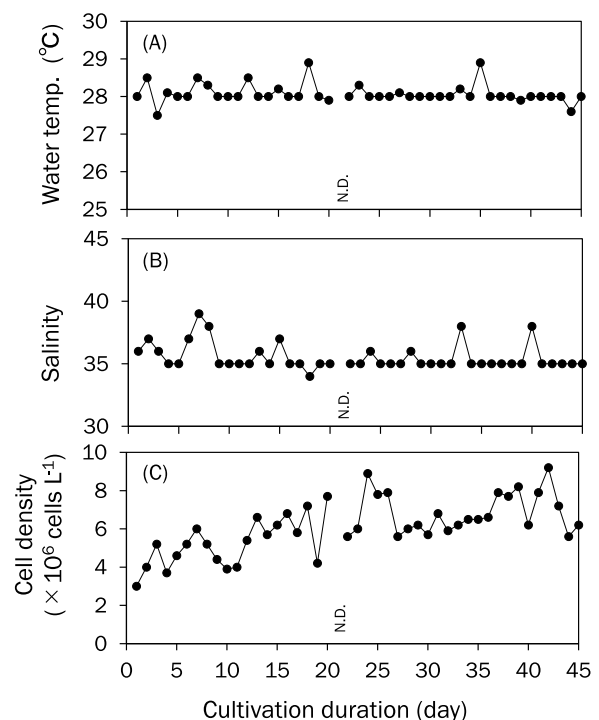 30
(A)
28
27
26
25
Water temp. (℃)
N.D.
45
(B)
40
35
30
Salinity
N.D.
10
(C)
8
6
4
2
0
Cell density
(×10⁶ cells L⁻¹)
N.D.
0 5 10 15 20 25 30 35 40 45
Cultivation duration (day)